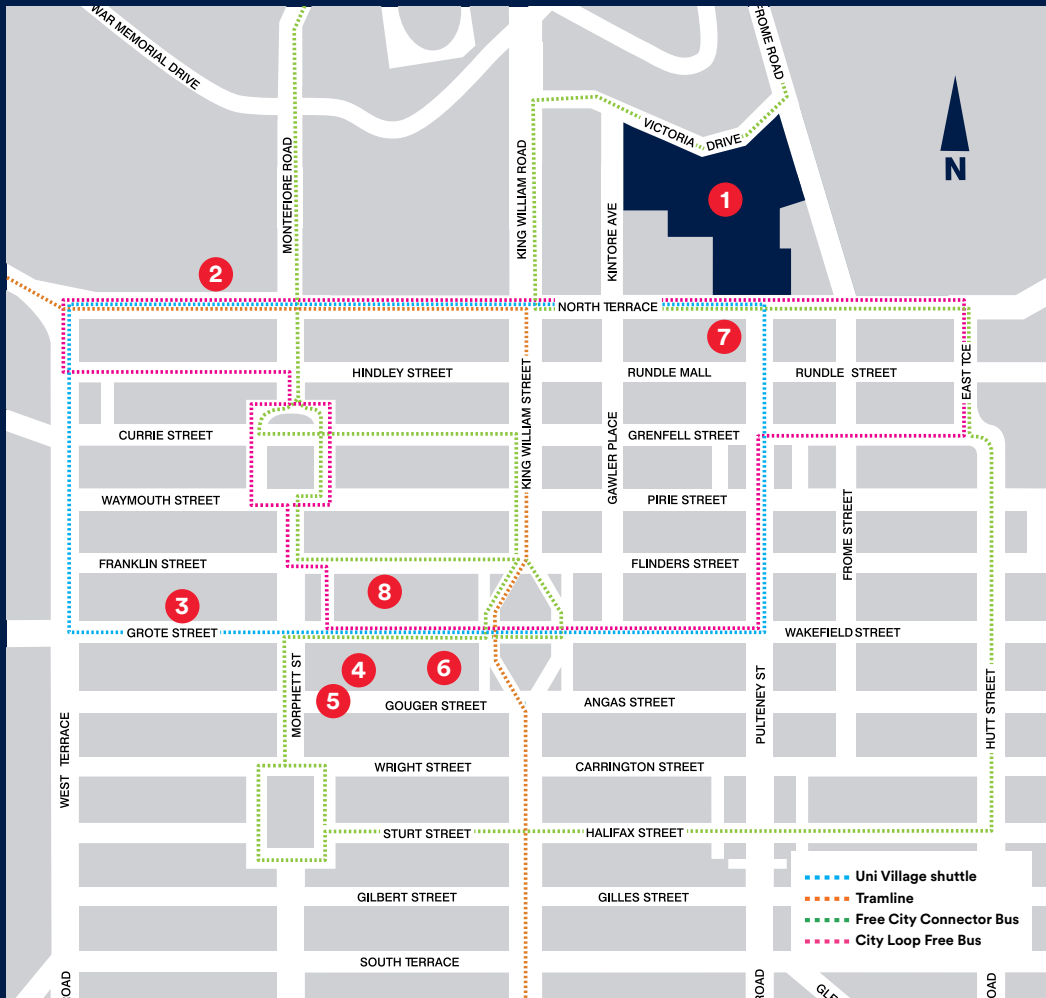 WAR MEMORIAL DRIVE
FROME ROAD
VICTORIA DRIVE
MONTEFIORE ROAD
KING WILLIAM ROAD
KINTORE AVE
N
1
2
NORTH TERRACE
7
HINDLEY STREET
RUNDLE MALL
RUNDLE STREET
EAST TCE
CURRIE STREET
KING WILLIAM STREET
GRENFELL STREET
GAWLER PLACE
WAYMOUTH STREET
PIRIE STREET
FROME STREET
FRANKLIN STREET
FLINDERS STREET
8
3
GROTE STREET
WAKEFIELD STREET
4
6
5
MORPHETT ST
GOUGER STREET
ANGAS STREET
PULTENEY ST
HUTT STREET
WEST TERRACE
WRIGHT STREET
CARRINGTON STREET
STURT STREET
HALIFAX STREET
GILBERT STREET
GILLES STREET
Uni Village shuttle
Tramline
Free City Connector Bus
City Loop Free Bus
SOUTH TERRACE
ROAD
ROAD
GLE
ROAD